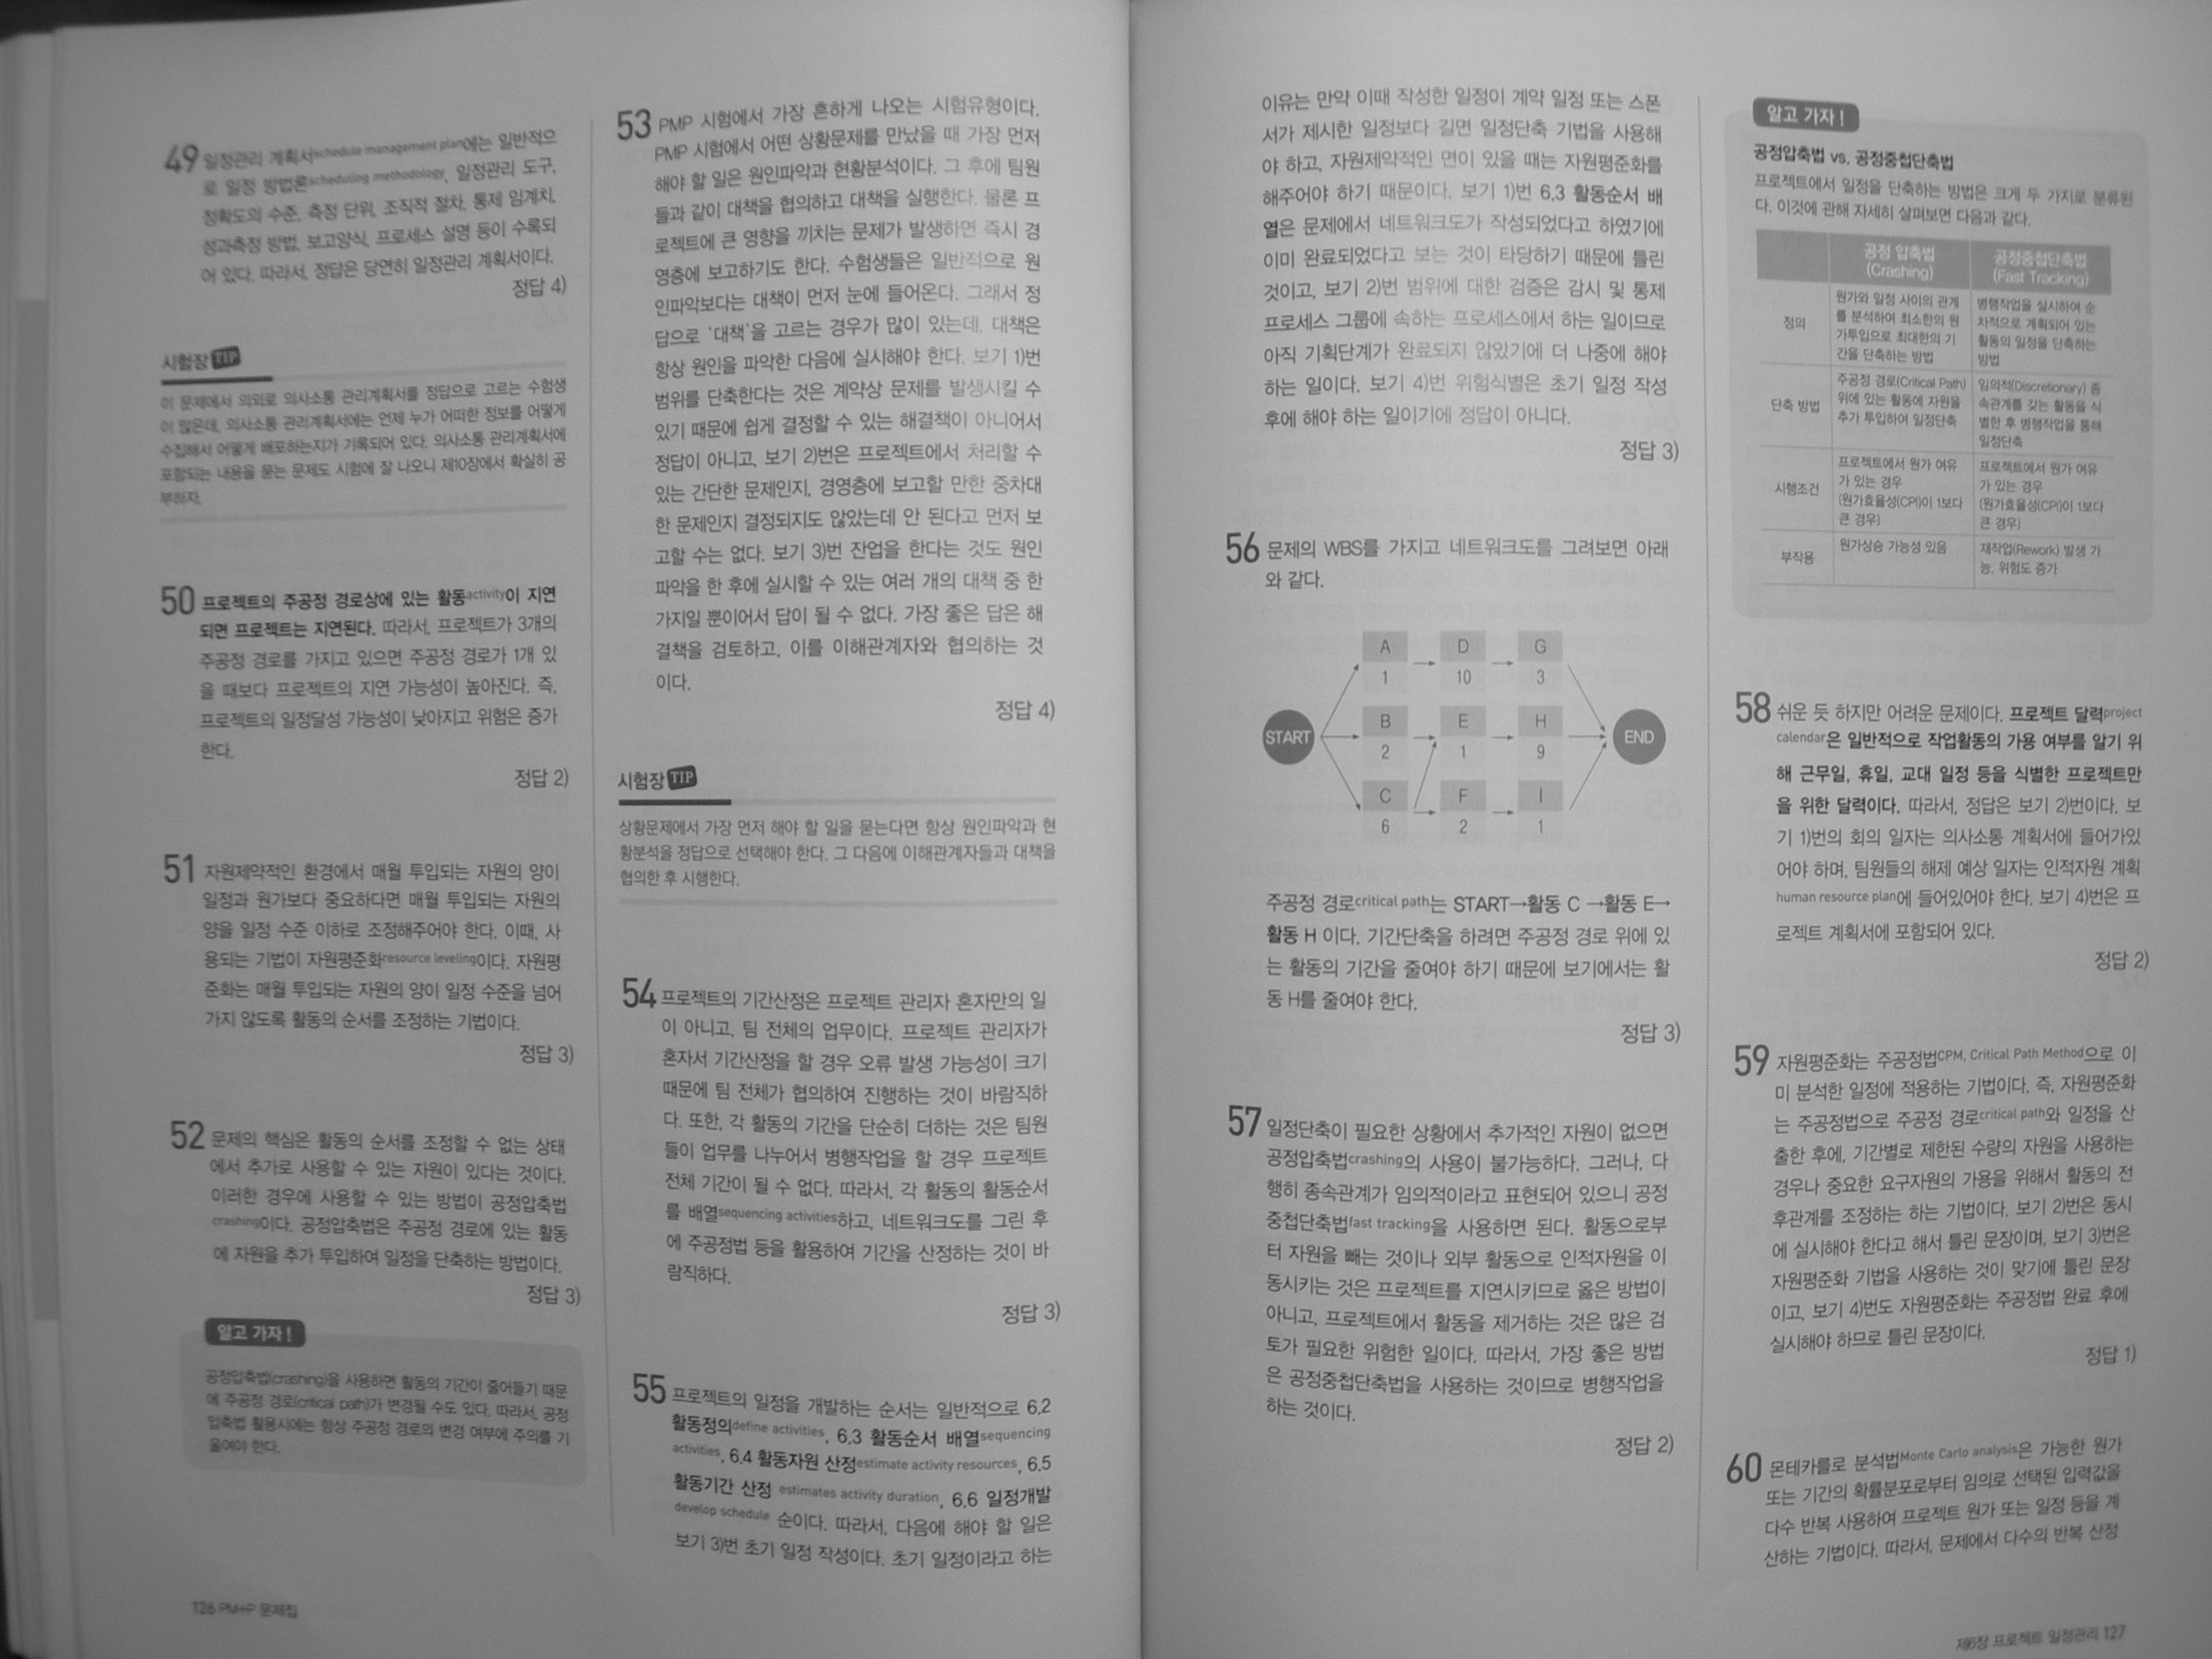 49 일정관리 계획서schedule management plan에는 일반적으
로 일정 방법론scheduling methodology, 일정관리 도구,
정확도의 수준, 측정 단위, 조직적 절차, 통제 임계치,
성과측정 방법, 보고양식, 프로세스 설명 등이 수록되
어 있다. 따라서, 정답은 당연히 일정관리 계획서이다.
정답 4)
시험장 TIP
이 문제에서 의외로 의사소통 관리계획서를 정답으로 고르는 수험생
이 많은데, 의사소통 관리계획서에는 언제 누가 어떠한 정보를 어떻게
수집해서 어떻게 배포하는지가 기록되어 있다. 의사소통 관리계획서에
포함되는 내용을 묻는 문제도 시험에 잘 나오니 제10장에서 확실히 공
부하자.
50 프로젝트의 주공정 경로상에 있는 활동activity이 지연
되면 프로젝트는 지연된다. 따라서, 프로젝트가 3개의
주공정 경로를 가지고 있으면 주공정 경로가 1개 있
을 때보다 프로젝트의 지연 가능성이 높아진다. 즉,
프로젝트의 일정달성 가능성이 낮아지고 위험은 증가
한다.
정답 2)
51 자원제약적인 환경에서 매월 투입되는 자원의 양이
일정과 원가보다 중요하다면 매월 투입되는 자원의
양을 일정 수준 이하로 조정해주어야 한다. 이때, 사
용되는 기법이 자원평준화resource leveling이다. 자원평
준화는 매월 투입되는 자원의 양이 일정 수준을 넘어
가지 않도록 활동의 순서를 조정하는 기법이다.
정답 3)
52 문제의 핵심은 활동의 순서를 조정할 수 없는 상태
에서 추가로 사용할 수 있는 자원이 있다는 것이다.
이러한 경우에 사용할 수 있는 방법이 공정압축법
crashing이다. 공정압축법은 주공정 경로에 있는 활동
에 자원을 추가 투입하여 일정을 단축하는 방법이다.
정답 3)
알고 가자!
공정압축법(crashing)을 사용하면 활동의 기간이 줄어들기 때문
에 주공정 경로(critical path)가 변경될 수도 있다. 따라서, 공정
압축법 활용시에는 항상 주공정 경로의 변경 여부에 주의를 기
울여야 한다.
126 PM+P 문제집
53 PMP 시험에서 가장 흔하게 나오는 시험유형이다.
PMP 시험에서 어떤 상황문제를 만났을 때 가장 먼저
해야 할 일은 원인파악과 현황분석이다. 그 후에 팀원
들과 같이 대책을 협의하고 대책을 실행한다. 물론 프
로젝트에 큰 영향을 끼치는 문제가 발생하면 즉시 경
영층에 보고하기도 한다. 수험생들은 일반적으로 원
인파악보다는 대책이 먼저 눈에 들어온다. 그래서 정
답으로 '대책'을 고르는 경우가 많이 있는데, 대책은
항상 원인을 파악한 다음에 실시해야 한다. 보기 1)번
범위를 단축한다는 것은 계약상 문제를 발생시킬 수
있기 때문에 쉽게 결정할 수 있는 해결책이 아니어서
정답이 아니고, 보기 2)번은 프로젝트에서 처리할 수
있는 간단한 문제인지, 경영층에 보고할 만한 중차대
한 문제인지 결정되지도 않았는데 안 된다고 먼저 보
고할 수는 없다. 보기 3)번 잔업을 한다는 것도 원인
파악을 한 후에 실시할 수 있는 여러 개의 대책 중 한
가지일 뿐이어서 답이 될 수 없다. 가장 좋은 답은 해
결책을 검토하고, 이를 이해관계자와 협의하는 것
이다.
정답 4)
시험장 TIP
상황문제에서 가장 먼저 해야 할 일을 묻는다면 항상 원인파악과 현
황분석을 정답으로 선택해야 한다. 그 다음에 이해관계자들과 대책을
협의한 후 시행한다.
54 프로젝트의 기간산정은 프로젝트 관리자 혼자만의 일
이 아니고, 팀 전체의 업무이다. 프로젝트 관리자가
혼자서 기간산정을 할 경우 오류 발생 가능성이 크기
때문에 팀 전체가 협의하여 진행하는 것이 바람직하
다. 또한, 각 활동의 기간을 단순히 더하는 것은 팀원
들이 업무를 나누어서 병행작업을 할 경우 프로젝트
전체 기간이 될 수 없다. 따라서, 각 활동의 활동순서
를 배열sequencing activities하고, 네트워크도를 그린 후
에 주공정법 등을 활용하여 기간을 산정하는 것이 바
람직하다.
정답 3)
55 프로젝트의 일정을 개발하는 순서는 일반적으로 6.2
활동정의define activities, 6.3 활동순서 배열sequencing
activities, 6.4 활동자원 산정estimate activity resources, 6.5
활동기간 산정 estimates activity duration, 6.6 일정개발
develop schedule 순이다. 따라서, 다음에 해야 할 일은
보기 3)번 초기 일정 작성이다. 초기 일정이라고 하는
이유는 만약 이때 작성한 일정이 계약 일정 또는 스폰
서가 제시한 일정보다 길면 일정단축 기법을 사용해
야 하고, 자원제약적인 면이 있을 때는 자원평준화를
해주어야 하기 때문이다. 보기 1)번 6.3 활동순서 배
열은 문제에서 네트워크도가 작성되었다고 하였기에
이미 완료되었다고 보는 것이 타당하기 때문에 틀린
것이고, 보기 2)번 범위에 대한 검증은 감시 및 통제
프로세스 그룹에 속하는 프로세스에서 하는 일이므로
아직 기획단계가 완료되지 않았기에 더 나중에 해야
하는 일이다. 보기 4)번 위험식별은 초기 일정 작성
후에 해야 하는 일이기에 정답이 아니다.
정답 3)
56 문제의 WBS를 가지고 네트워크도를 그려보면 아래
와 같다.
A D G
1 10 3
START B E H END
2 1 9
C F I
6 2 1
주공정 경로critical path는 START→활동 C →활동 E→
활동 H 이다. 기간단축을 하려면 주공정 경로 위에 있
는 활동의 기간을 줄여야 하기 때문에 보기에서는 활
동 H를 줄여야 한다.
정답 3)
57 일정단축이 필요한 상황에서 추가적인 자원이 없으면
공정압축법crashing의 사용이 불가능하다. 그러나, 다
행히 종속관계가 임의적이라고 표현되어 있으니 공정
중첩단축법fast tracking을 사용하면 된다. 활동으로부
터 자원을 빼는 것이나 외부 활동으로 인적자원을 이
동시키는 것은 프로젝트를 지연시키므로 옳은 방법이
아니고, 프로젝트에서 활동을 제거하는 것은 많은 검
토가 필요한 위험한 일이다. 따라서, 가장 좋은 방법
은 공정중첩단축법을 사용하는 것이므로 병행작업을
하는 것이다.
정답 2)
알고 가자!
공정압축법 vs. 공정중첩단축법
프로젝트에서 일정을 단축하는 방법은 크게 두 가지로 분류된
다. 이것에 관해 자세히 살펴보면 다음과 같다.
공정 압축법 공정중첩단축법
(Crashing) (Fast Tracking)
정의
원가와 일정 사이의 관계
를 분석하여 최소한의 원
가투입으로 최대한의 기
간을 단축하는 방법
병행작업을 실시하여 순
차적으로 계획되어 있는
활동의 일정을 단축하는
방법
단축 방법
주공정 경로(Critical Path)
위에 있는 활동에 자원을
추가 투입하여 일정단축
임의적(Discretionary) 종
속관계를 갖는 활동을 식
별한 후 병행작업을 통해
일정단축
시행조건
프로젝트에서 원가 여유
가 있는 경우
(원가효율성(CPI)이 1보다
큰 경우)
프로젝트에서 원가 여유
가 있는 경우
(원가효율성(CPI)이 1보다
큰 경우)
부작용
원가상승 가능성 있음
재작업(Rework) 발생 가
능, 위험도 증가
58 쉬운 듯 하지만 어려운 문제이다. 프로젝트 달력project
calendar은 일반적으로 작업활동의 가용 여부를 알기 위
해 근무일, 휴일, 교대 일정 등을 식별한 프로젝트만
을 위한 달력이다. 따라서, 정답은 보기 2)번이다. 보
기 1)번의 회의 일자는 의사소통 계획서에 들어가있
어야 하며, 팀원들의 해제 예상 일자는 인적자원 계획
human resource plan에 들어있어야 한다. 보기 4)번은 프
로젝트 계획서에 포함되어 있다.
정답 2)
59 자원평준화는 주공정법CPM, Critical Path Method으로 이
미 분석한 일정에 적용하는 기법이다. 즉, 자원평준화
는 주공정법으로 주공정 경로critical path와 일정을 산
출한 후에, 기간별로 제한된 수량의 자원을 사용하는
경우나 중요한 요구자원의 가용을 위해서 활동의 전
후관계를 조정하는 하는 기법이다. 보기 2)번은 동시
에 실시해야 한다고 해서 틀린 문장이며, 보기 3)번은
자원평준화 기법을 사용하는 것이 맞기에 틀린 문장
이고, 보기 4)번도 자원평준화는 주공정법 완료 후에
실시해야 하므로 틀린 문장이다.
정답 1)
60 몬테카를로 분석법Monte Carlo analysis은 가능한 원가
또는 기간의 확률분포로부터 임의로 선택된 입력값을
다수 반복 사용하여 프로젝트 원가 또는 일정 등을 계
산하는 기법이다. 따라서, 문제에서 다수의 반복 산정
제6장 프로젝트 일정관리 127